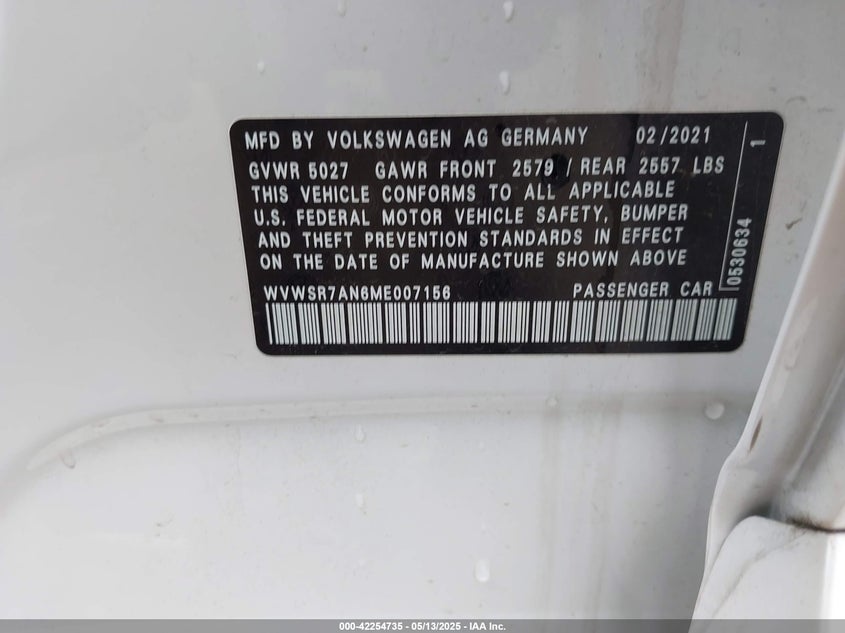 MFD BY VOLKSWAGEN AG GERMANY 02/2021
GVWR 5027 GAWR FRONT 2579 / REAR 2557 LBS
THIS VEHICLE CONFORMS TO ALL APPLICABLE
U.S. FEDERAL MOTOR VEHICLE SAFETY, BUMPER
AND THEFT PREVENTION STANDARDS IN EFFECT
ON THE DATE OF MANUFACTURE SHOWN ABOVE
WVWSR7AN6ME007156 PASSENGER CAR
0530634 1
000-42254735 - 05/13/2025 - IAA Inc.